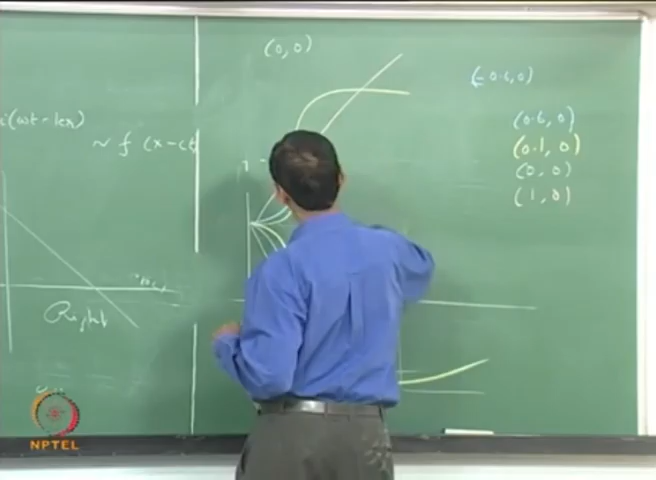 i(ωt - kx)
~ f (x-ct
Right
(0,0)
1
(-0.6,0)
(0.6,0)
(0.1,0)
(0,0)
(1,0)
NPTEL